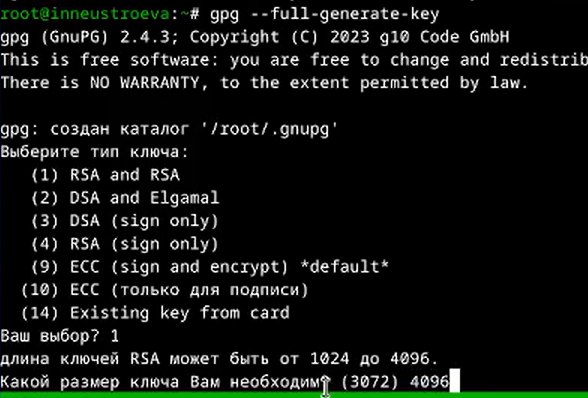 root@inneustroeva:~# gpg --full-generate-key
gpg (GnuPG) 2.4.3; Copyright (C) 2023 g10 Code GmbH
This is free software: you are free to change and redistrib
There is NO WARRANTY, to the extent permitted by law.
gpg: создан каталог '/root/.gnupg'
Выберите тип ключа:
(1) RSA and RSA
(2) DSA and Elgamal
(3) DSA (sign only)
(4) RSA (sign only)
(9) ECC (sign and encrypt) *default*
(10) ECC (только для подписи)
(14) Existing key from card
Ваш выбор? 1
длина ключей RSA может быть от 1024 до 4096.
Какой размер ключа Вам необходим? (3072) 4096